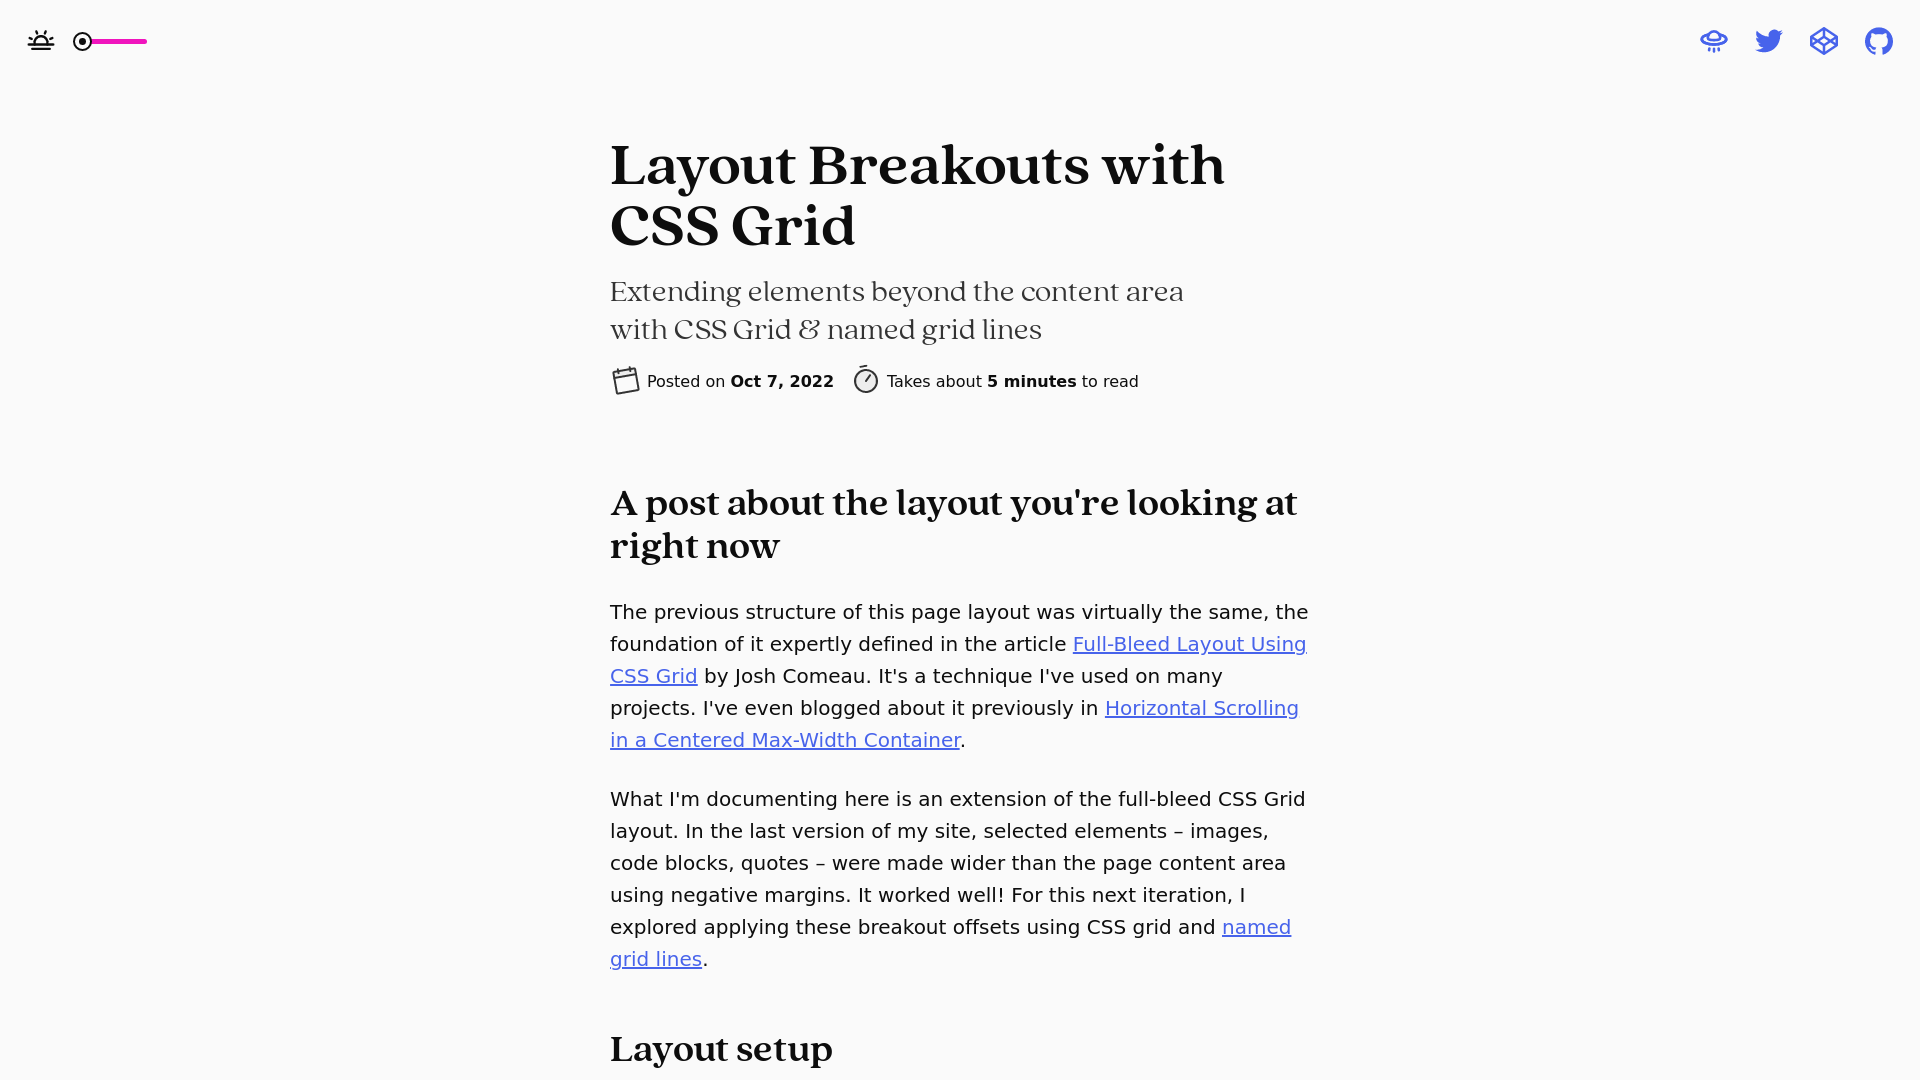 Layout Breakouts with
CSS Grid
Extending elements beyond the content area
with CSS Grid & named grid lines
Posted on Oct 7, 2022 Takes about 5 minutes to read
A post about the layout you're looking at
right now
The previous structure of this page layout was virtually the same, the
foundation of it expertly defined in the article Full-Bleed Layout Using
CSS Grid by Josh Comeau. It's a technique I've used on many
projects. I've even blogged about it previously in Horizontal Scrolling
in a Centered Max-Width Container.
What I'm documenting here is an extension of the full-bleed CSS Grid
layout. In the last version of my site, selected elements – images,
code blocks, quotes – were made wider than the page content area
using negative margins. It worked well! For this next iteration, I
explored applying these breakout offsets using CSS grid and named
grid lines.
Layout setup